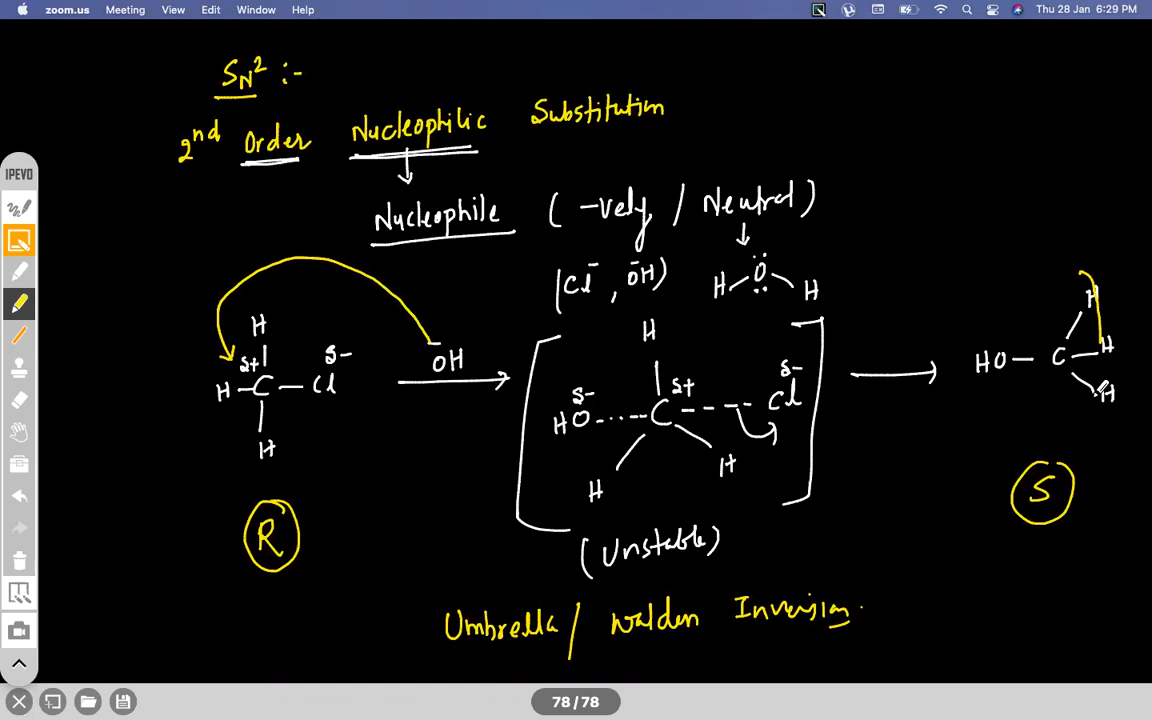 zoom.us Meeting View Edit Window Help Thu 28 Jan 6:29 PM
SN2 :-
2nd Order Nucleophilic Substitution
IPEVO
Nucleophile (-vely / Neutral)
(Cl-, -OH) H O H
H H
H C Cl δ+ δ- -OH HO C Cl δ- δ+ δ- HO C H H H
H H H
R (Unstable) S
Umbrella / Walden Inversion.
78 / 78